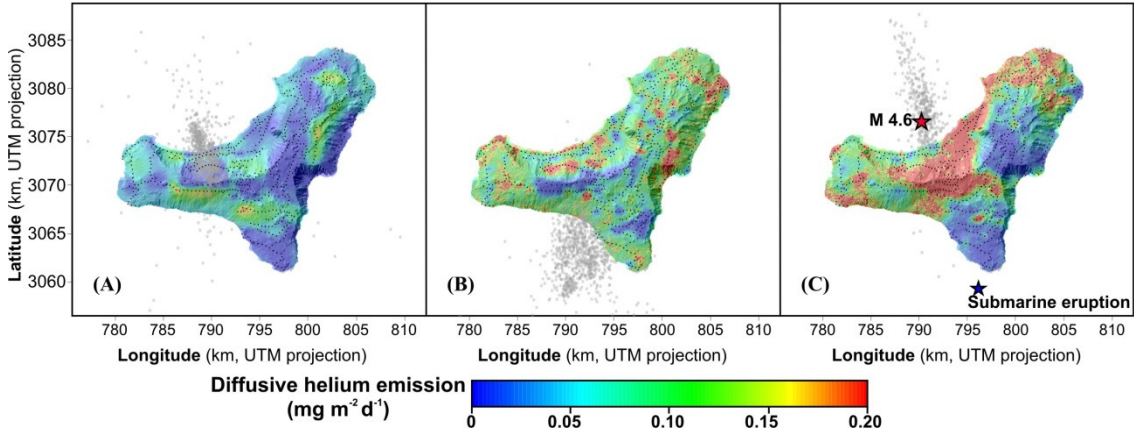 3085
3080
3075
3070
3065
3060
Latitude (km, UTM projection)
(A)
(B)
(C)
M 4.6
Submarine eruption
780 785 790 795 800 805 810
780 785 790 795 800 805 810
780 785 790 795 800 805 810
Longitude (km, UTM projection)
Longitude (km, UTM projection)
Longitude (km, UTM projection)
Diffusive helium emission
(mg m⁻² d⁻¹)
0 0.05 0.10 0.15 0.20